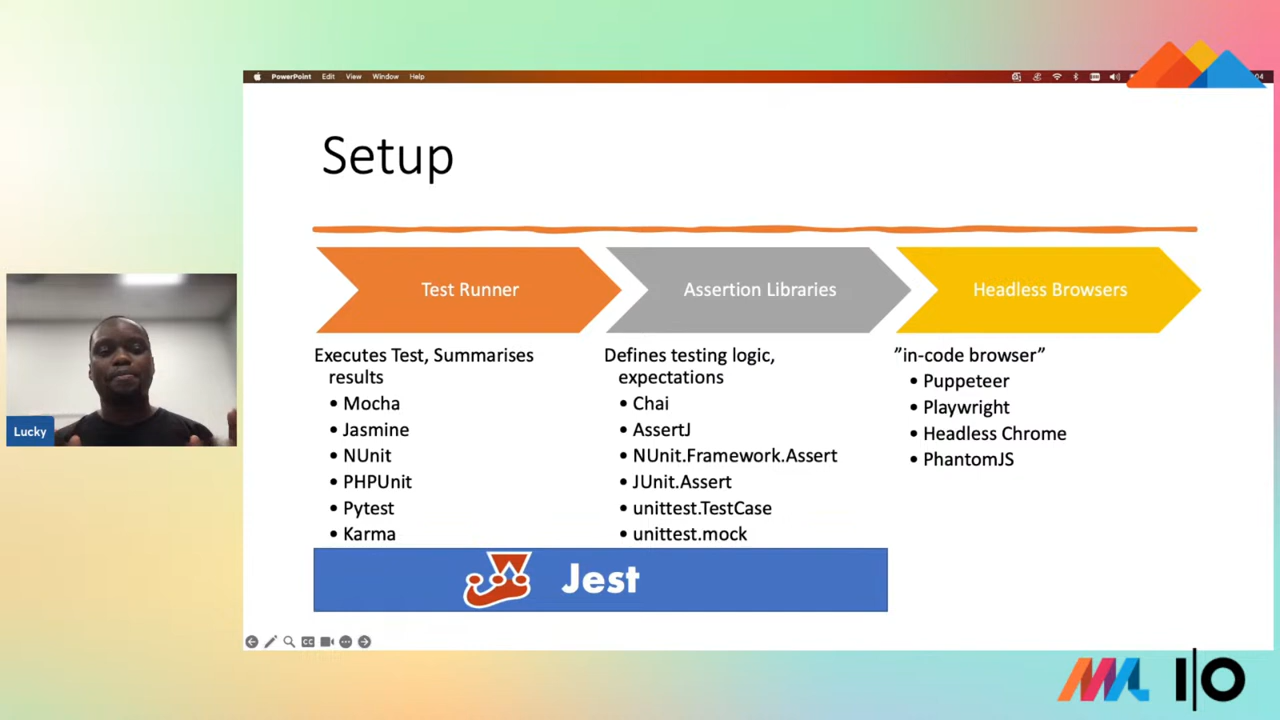 PowerPoint Edit View Window Help
04
Setup
Test Runner
Assertion Libraries
Headless Browsers
Executes Test, Summarises
results
• Mocha
• Jasmine
• NUnit
• PHPUnit
• Pytest
• Karma
Defines testing logic,
expectations
• Chai
• AssertJ
• NUnit.Framework.Assert
• JUnit.Assert
• unittest.TestCase
• unittest.mock
”in-code browser”
• Puppeteer
• Playwright
• Headless Chrome
• PhantomJS
Jest
Lucky
CC
I/O